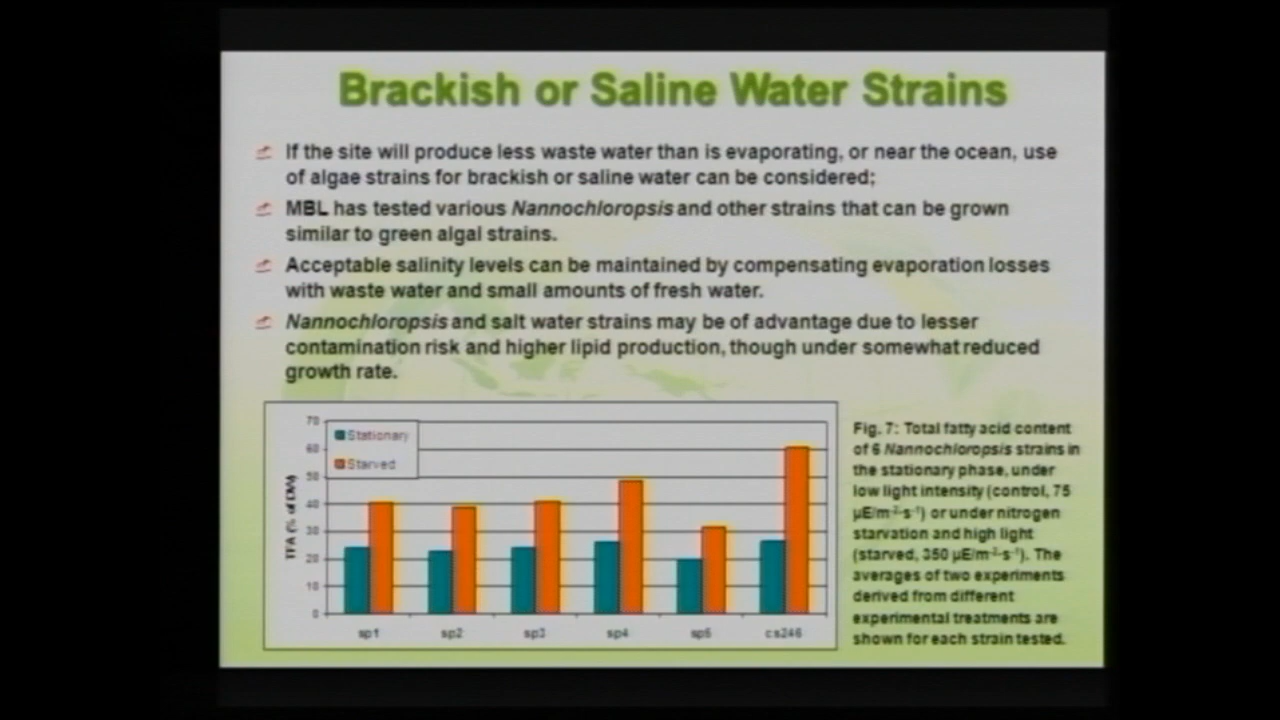 Brackish or Saline Water Strains
If the site will produce less waste water than is evaporating, or near the ocean, use
of algae strains for brackish or saline water can be considered;
MBL has tested various Nannochloropsis and other strains that can be grown
similar to green algal strains.
Acceptable salinity levels can be maintained by compensating evaporation losses
with waste water and small amounts of fresh water.
Nannochloropsis and salt water strains may be of advantage due to lesser
contamination risk and higher lipid production, though under somewhat reduced
growth rate.
TFA (% of DW)
70
60
50
40
30
20
10
0
Stationary
Starved
sp1 sp2 sp3 sp4 sp5 cs246
Fig. 7: Total fatty acid content
of 6 Nannochloropsis strains in
the stationary phase, under
low light intensity (control, 75
µE/m⁻²·s⁻¹) or under nitrogen
starvation and high light
(starved, 350 µE/m⁻²·s⁻¹). The
averages of two experiments
derived from different
experimental treatments are
shown for each strain tested.